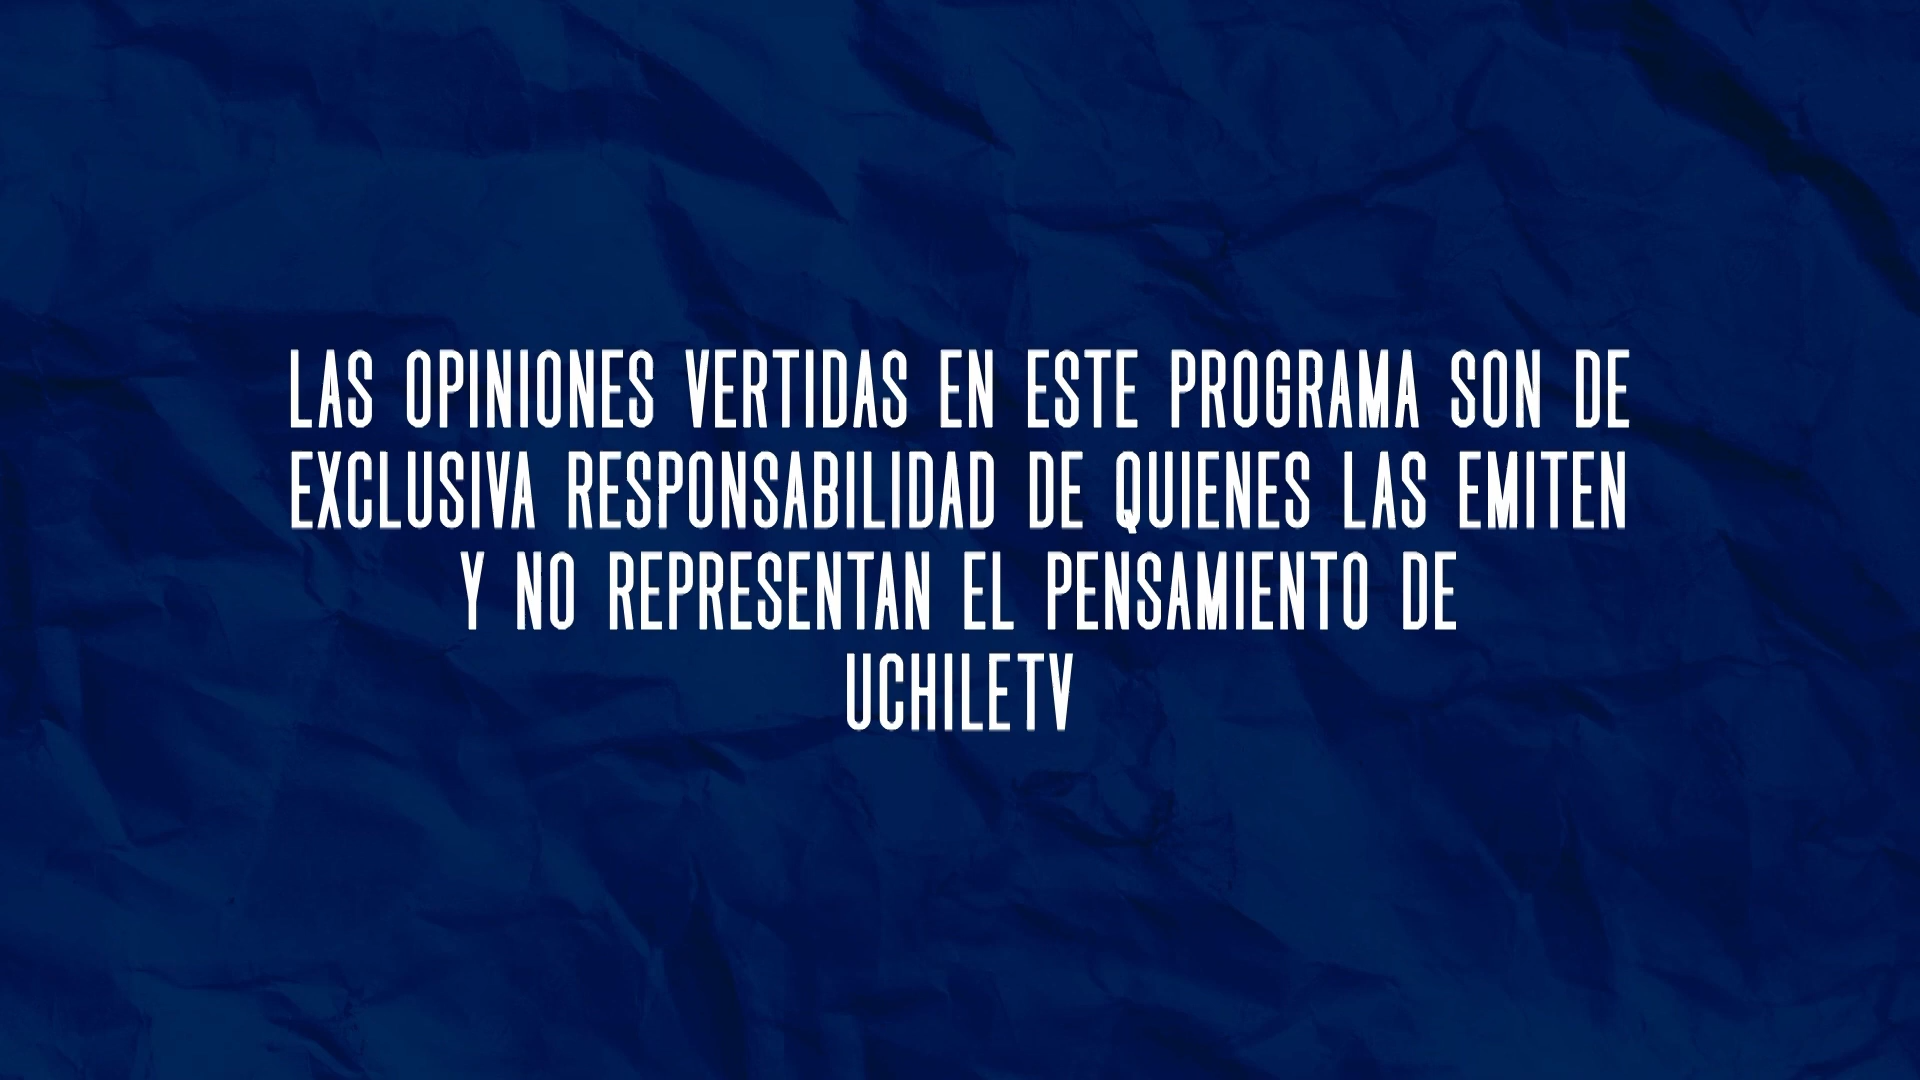 LAS OPINIONES VERTIDAS EN ESTE PROGRAMA SON DE
EXCLUSIVA RESPONSABILIDAD DE QUIENES LAS EMITEN
Y NO REPRESENTAN EL PENSAMIENTO DE
UCHILETV